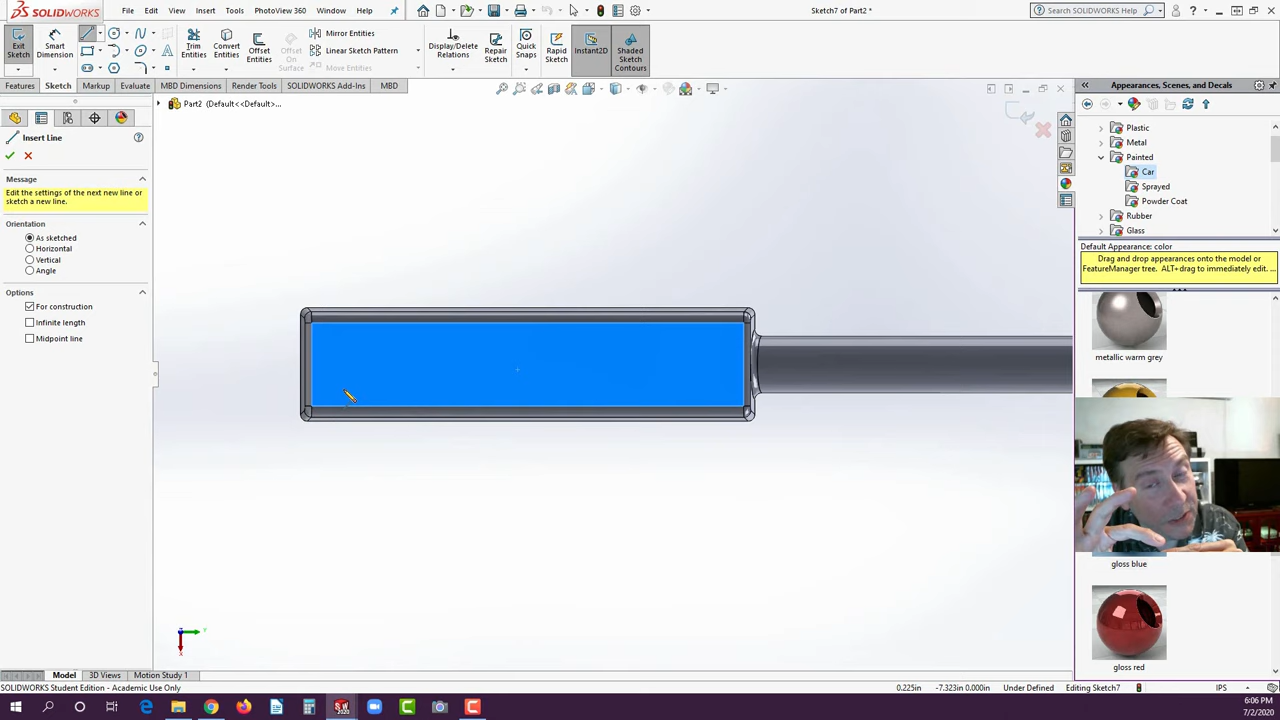 SOLIDWORKS
File Edit View Insert Tools PhotoView 360 Window Help
Sketch7 of Part2 *
Search SOLIDWORKS Help
Exit Sketch
Smart Dimension
Trim Entities
Convert Entities
Offset Entities
Offset On Surface
Mirror Entities
Linear Sketch Pattern
Move Entities
Display/Delete Relations
Repair Sketch
Quick Snaps
Rapid Sketch
Instant2D
Shaded Sketch Contours
Features Sketch Markup Evaluate MBD Dimensions Render Tools SOLIDWORKS Add-Ins MBD
Part2 (Default<<Default>...
Insert Line
Message
Edit the settings of the next new line or
sketch a new line.
Orientation
As sketched
Horizontal
Vertical
Angle
Options
For construction
Infinite length
Midpoint line
Appearances, Scenes, and Decals
Plastic
Metal
Painted
Car
Sprayed
Powder Coat
Rubber
Glass
Default Appearance: color
Drag and drop appearances onto the model or
FeatureManager tree. ALT+drag to immediately edit. ...
metallic warm grey
gloss blue
gloss red
Model 3D Views Motion Study 1
SOLIDWORKS Student Edition - Academic Use Only
0.225in -7.323in 0.000in Under Defined Editing Sketch7 IPS
6:06 PM
7/2/2020